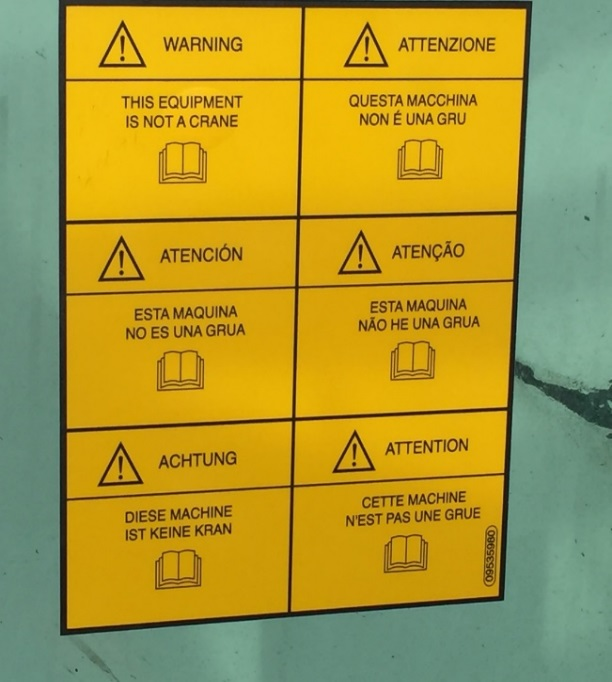 WARNING
THIS EQUIPMENT
IS NOT A CRANE
ATTENZIONE
QUESTA MACCHINA
NON É UNA GRU
ATENCIÓN
ESTA MAQUINA
NO ES UNA GRUA
ATENÇÃO
ESTA MAQUINA
NÃO HE UNA GRUA
ACHTUNG
DIESE MACHINE
IST KEINE KRAN
ATTENTION
CETTE MACHINE
N'EST PAS UNE GRUE
09535980